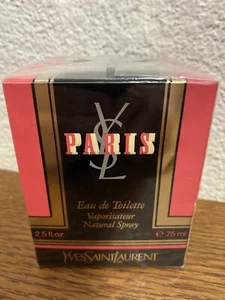 YSL
PARIS
Eau de Toilette
Vaporisateur
Natural Spray
2.5 fl.oz. ℮ 75 ml
YVESSAINTLAURENT